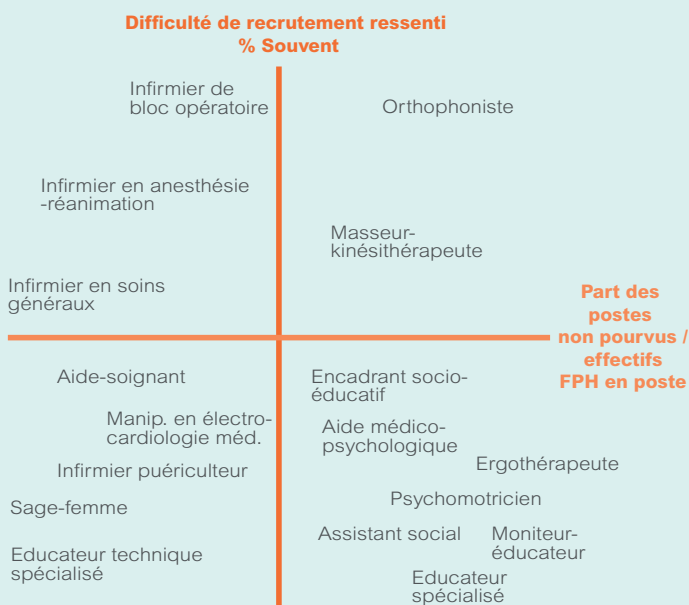 Difficulté de recrutement ressenti
% Souvent
Infirmier de
bloc opératoire
Orthophoniste
Infirmier en anesthésie
-réanimation
Masseur-
kinésithérapeute
Infirmier en soins
généraux
Part des
postes
non pourvus /
effectifs
FPH en poste
Aide-soignant
Encadrant socio-
éducatif
Manip. en électro-
cardiologie méd.
Aide médico-
psychologique
Infirmier puériculteur
Ergothérapeute
Psychomotricien
Sage-femme
Assistant social
Moniteur-
éducateur
Educateur technique
spécialisé
Educateur
spécialisé